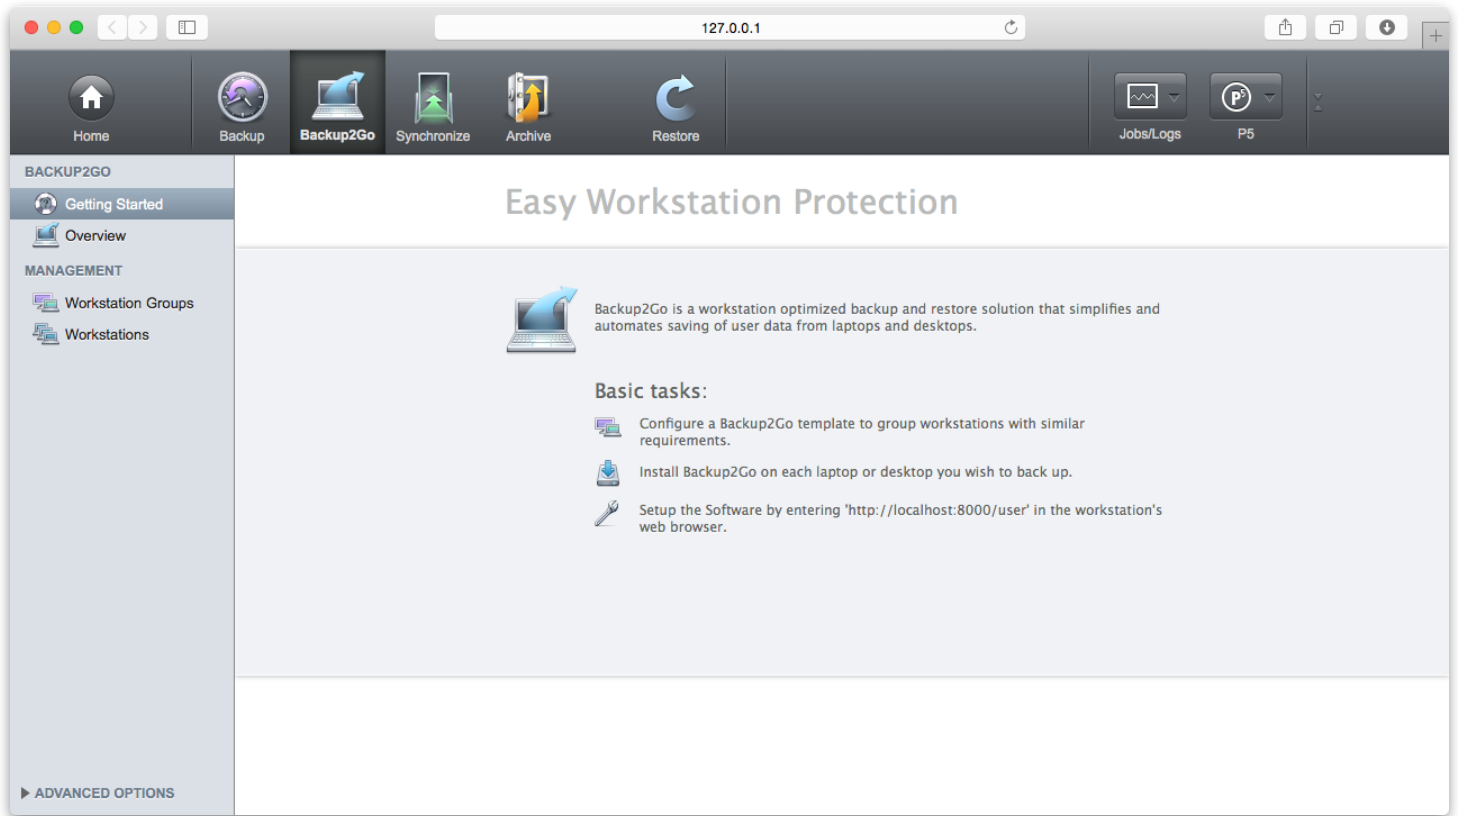 127.0.0.1
Home
Backup
Backup2Go
Synchronize
Archive
Restore
Jobs/Logs
P5
P5
BACKUP2GO
Getting Started
Overview
MANAGEMENT
Workstation Groups
Workstations
ADVANCED OPTIONS
Easy Workstation Protection
Backup2Go is a workstation optimized backup and restore solution that simplifies and
automates saving of user data from laptops and desktops.
Basic tasks:
Configure a Backup2Go template to group workstations with similar
requirements.
Install Backup2Go on each laptop or desktop you wish to back up.
Setup the Software by entering 'http://localhost:8000/user' in the workstation's
web browser.